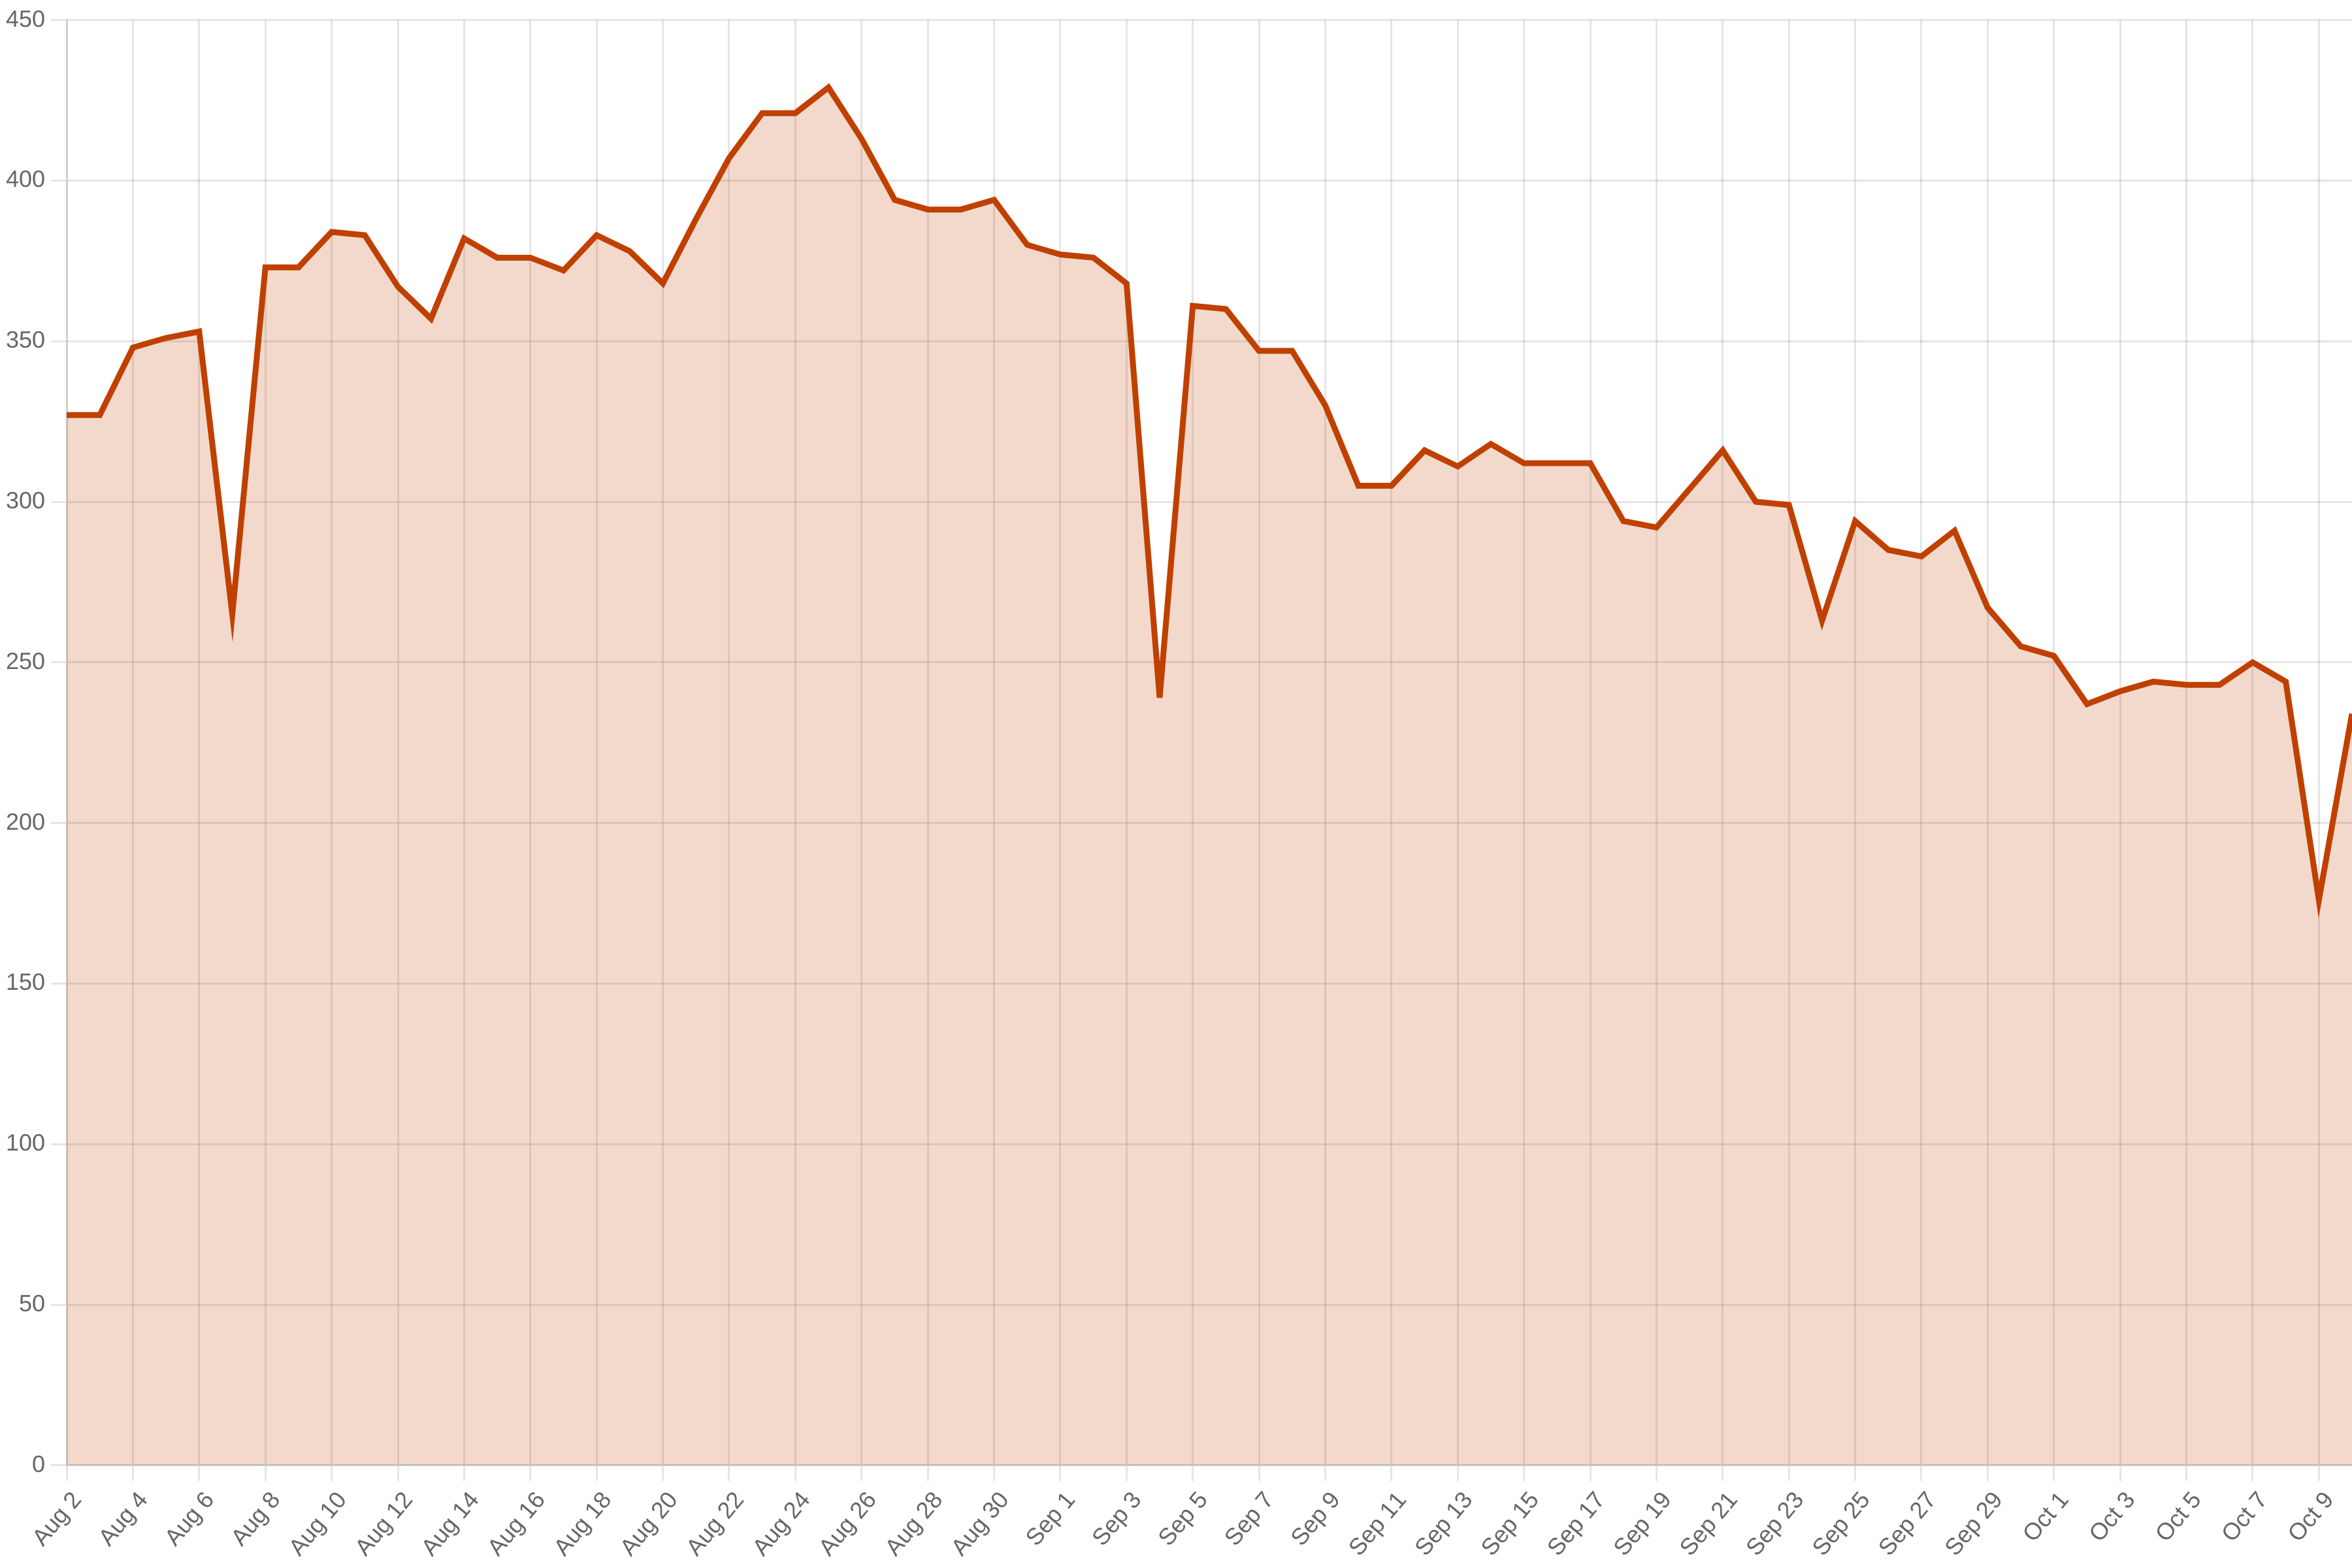 450
400
350
300
250
200
150
100
50
0
Aug 2
Aug 4
Aug 6
Aug 8
Aug 10
Aug 12
Aug 14
Aug 16
Aug 18
Aug 20
Aug 22
Aug 24
Aug 26
Aug 28
Aug 30
Sep 1
Sep 3
Sep 5
Sep 7
Sep 9
Sep 11
Sep 13
Sep 15
Sep 17
Sep 19
Sep 21
Sep 23
Sep 25
Sep 27
Sep 29
Oct 1
Oct 3
Oct 5
Oct 7
Oct 9